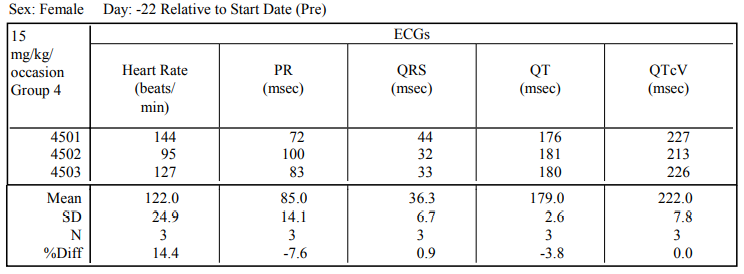 Sex: Female Day: -22 Relative to Start Date (Pre)
15 mg/kg/ occasion Group 4 ECGs
Heart Rate (beats/ min) PR (msec) QRS (msec) QT (msec) QTcV (msec)
4501 144 72 44 176 227
4502 95 100 32 181 213
4503 127 83 33 180 226
Mean 122.0 85.0 36.3 179.0 222.0
SD 24.9 14.1 6.7 2.6 7.8
N 3 3 3 3 3
%Diff 14.4 -7.6 0.9 -3.8 0.0